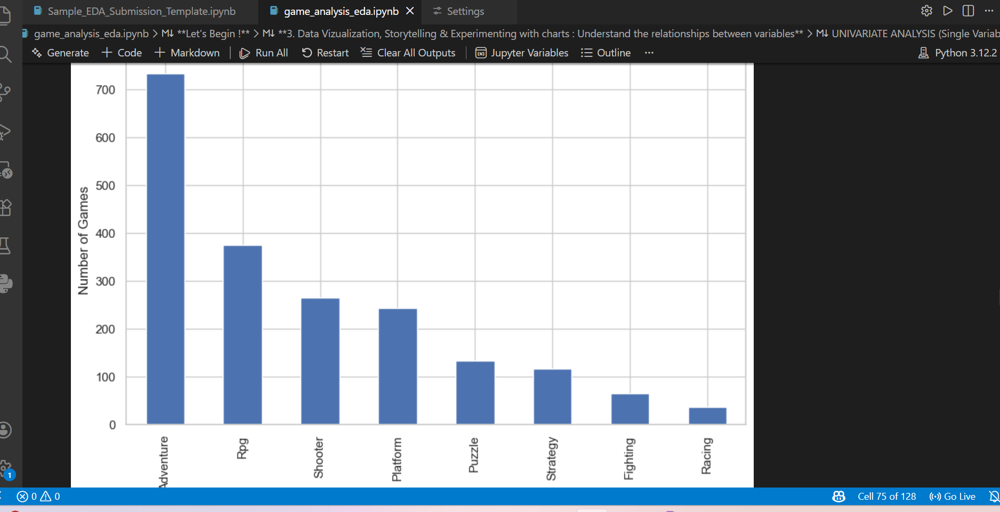 Sample_EDA_Submission_Template.ipynb
game_analysis_eda.ipynb
Settings
game_analysis_eda.ipynb > M↓ **Let's Begin !** > M↓ **3. Data Vizualization, Storytelling & Experimenting with charts : Understand the relationships between variables** > M↓ UNIVARIATE ANALYSIS (Single Variab
Generate + Code + Markdown | Run All Restart Clear All Outputs | Jupyter Variables Outline ... Python 3.12.2
700
600
500
400
300
200
100
0
Number of Games
Adventure
Rpg
Shooter
Platform
Puzzle
Strategy
Fighting
Racing
1
0 0
Cell 75 of 128
Go Live